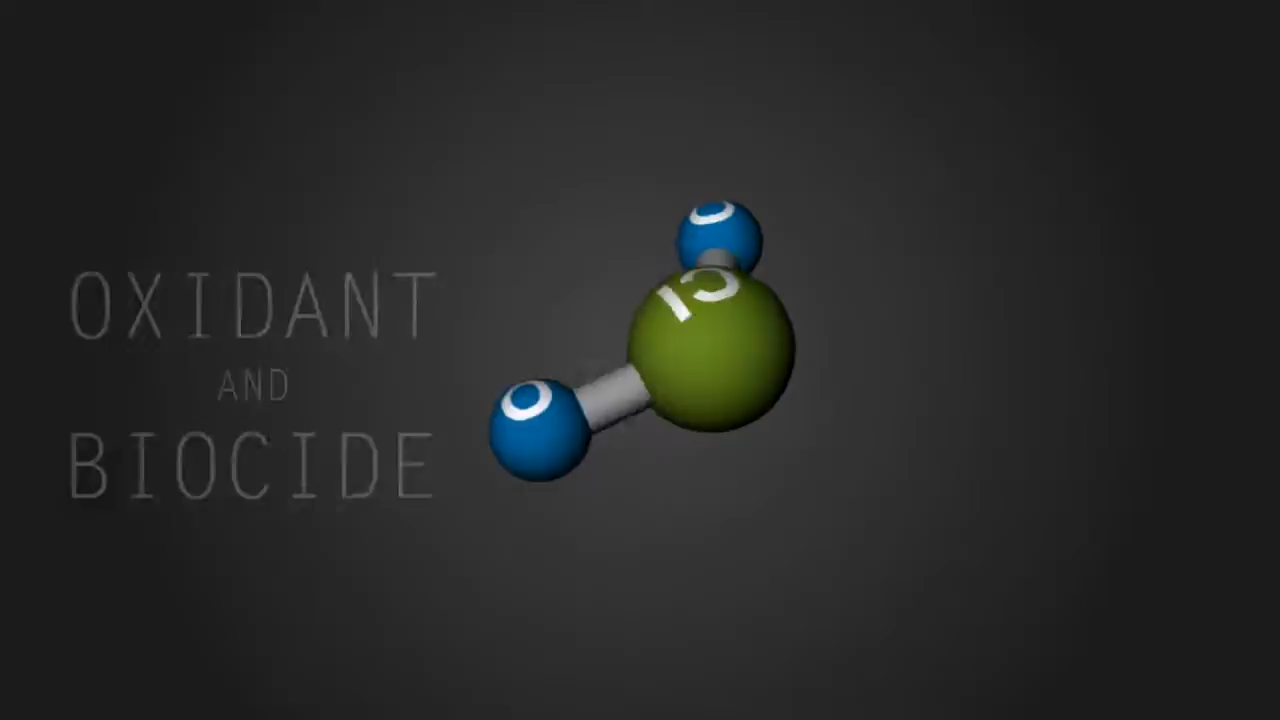 OXIDANT
AND
BIOCIDE
O
Cl
O